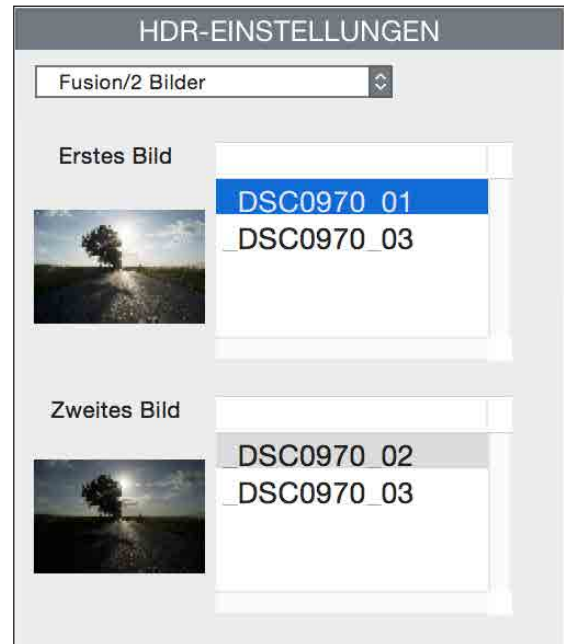 HDR-EINSTELLUNGEN
Fusion/2 Bilder
Erstes Bild
_DSC0970_01
_DSC0970_03
Zweites Bild
_DSC0970_02
_DSC0970_03